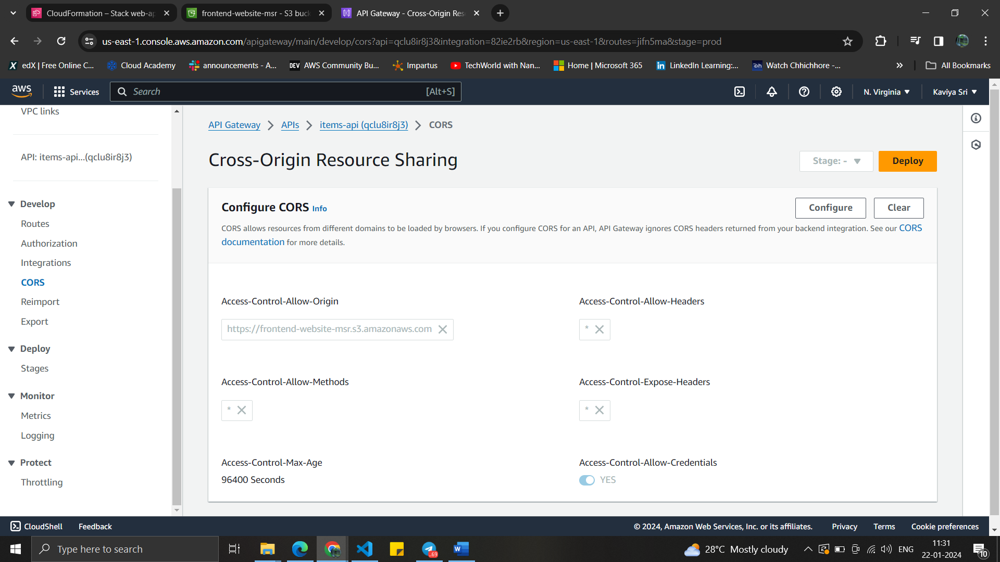 CloudFormation – Stack web-ap
frontend-website-msr - S3 buck
API Gateway - Cross-Origin Res
us-east-1.console.aws.amazon.com/apigateway/main/develop/cors?api=qclu8ir8j3&integration=82ie2rb&region=us-east-1&routes=jifn5ma&stage=prod
edX | Free Online C...
Cloud Academy
announcements - A...
DEV AWS Community Bu...
Impartus
TechWorld with Nan...
Home | Microsoft 365
LinkedIn Learning:...
Watch Chhichhore -...
All Bookmarks
aws
Services
Search
[Alt+S]
N. Virginia
Kaviya Sri
VPC links
API: items-api...(qclu8ir8j3)
Develop
Routes
Authorization
Integrations
CORS
Reimport
Export
Deploy
Stages
Monitor
Metrics
Logging
Protect
Throttling
API Gateway
APIs
items-api (qclu8ir8j3)
CORS
Cross-Origin Resource Sharing
Stage: -
Deploy
Configure CORS Info
Configure
Clear
CORS allows resources from different domains to be loaded by browsers. If you configure CORS for an API, API Gateway ignores CORS headers returned from your backend integration. See our CORS
documentation for more details.
Access-Control-Allow-Origin
https://frontend-website-msr.s3.amazonaws.com
Access-Control-Allow-Headers
*
Access-Control-Allow-Methods
*
Access-Control-Expose-Headers
*
Access-Control-Max-Age
96400 Seconds
Access-Control-Allow-Credentials
YES
CloudShell
Feedback
© 2024, Amazon Web Services, Inc. or its affiliates.
Privacy
Terms
Cookie preferences
Type here to search
..69
28°C Mostly cloudy
ENG
11:31
22-01-2024
10